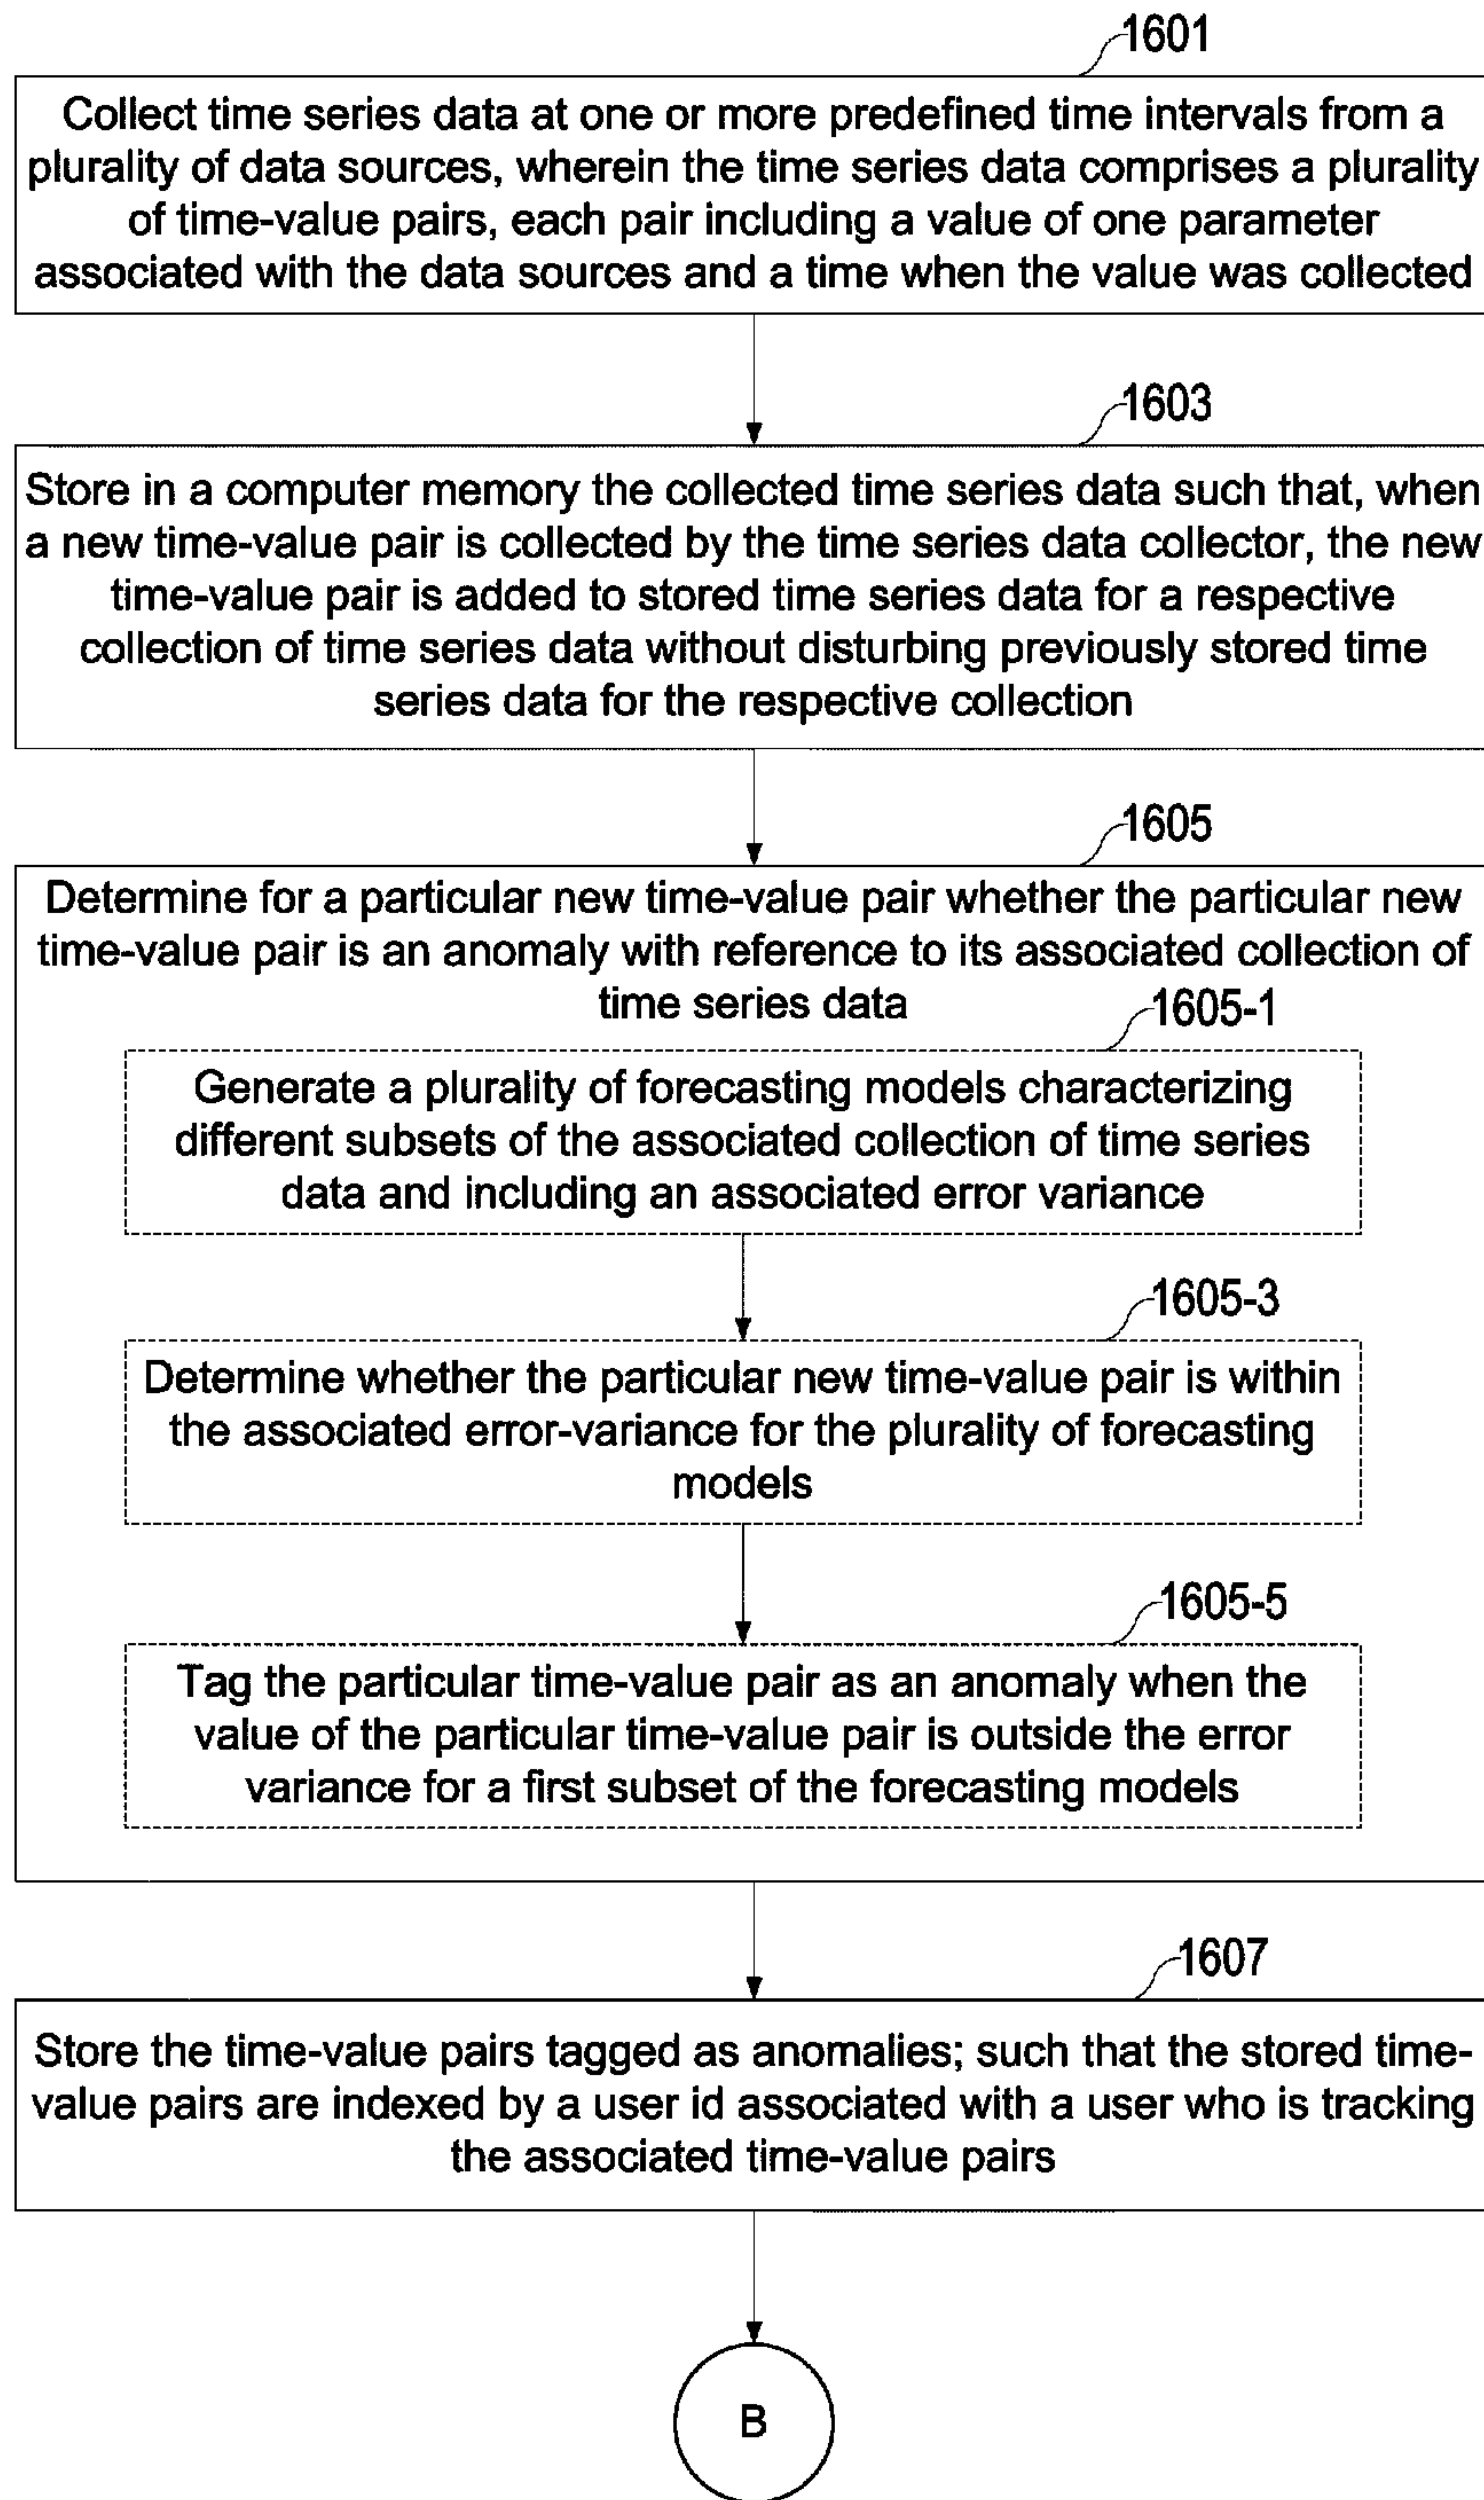 1601
Collect time series data at one or more predefined time intervals from a
plurality of data sources, wherein the time series data comprises a plurality
of time-value pairs, each pair including a value of one parameter
associated with the data sources and a time when the value was collected
1603
Store in a computer memory the collected time series data such that, when
a new time-value pair is collected by the time series data collector, the new
time-value pair is added to stored time series data for a respective
collection of time series data without disturbing previously stored time
series data for the respective collection
1605
Determine for a particular new time-value pair whether the particular new
time-value pair is an anomaly with reference to its associated collection of
time series data
1605-1
Generate a plurality of forecasting models characterizing
different subsets of the associated collection of time series
data and including an associated error variance
1605-3
Determine whether the particular new time-value pair is within
the associated error-variance for the plurality of forecasting
models
1605-5
Tag the particular time-value pair as an anomaly when the
value of the particular time-value pair is outside the error
variance for a first subset of the forecasting models
1607
Store the time-value pairs tagged as anomalies; such that the stored time-
value pairs are indexed by a user id associated with a user who is tracking
the associated time-value pairs
B